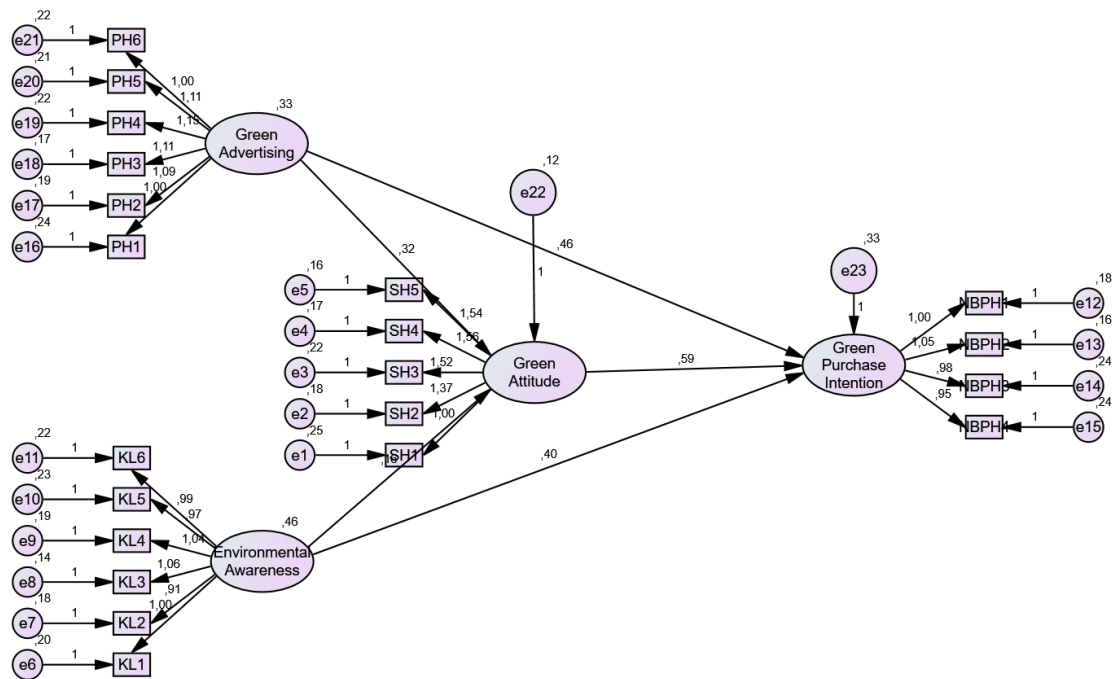 ,22
e21
1
PH6
,21
e20
1
PH5
,22
e19
1
PH4
,17
e18
1
PH3
,19
e17
1
PH2
,24
e16
1
PH1
1,00
1,11
1,15
1,11
1,09
1,00
,33
Green
Advertising
,12
e22
1
,32
,46
,16
e5
1
SH5
,17
e4
1
SH4
,22
e3
1
SH3
,18
e2
1
SH2
,25
e1
1
SH1
1,54
1,56
1,52
1,37
1,00
Green
Attitude
,59
,33
e23
1
Green
Purchase
Intention
1,00
1,05
,98
,95
NBPH1
1
,18
e12
NBPH2
1
,16
e13
NBPH3
1
,24
e14
NBPH4
1
,24
e15
,40
,22
e11
1
KL6
,23
e10
1
KL5
,19
e9
1
KL4
,14
e8
1
KL3
,18
e7
1
KL2
,20
e6
1
KL1
,99
,97
1,04
1,06
,91
1,00
,46
Environmental
Awareness